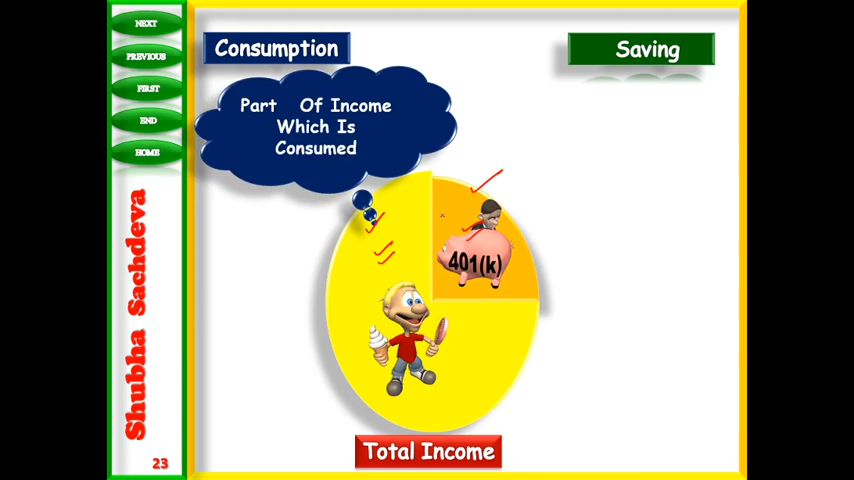 NEXT
PREVIOUS
FIRST
END
HOME
Shubha Sachdeva
23
Consumption
Saving
Part Of Income
Which Is
Consumed
401(k)
Total Income